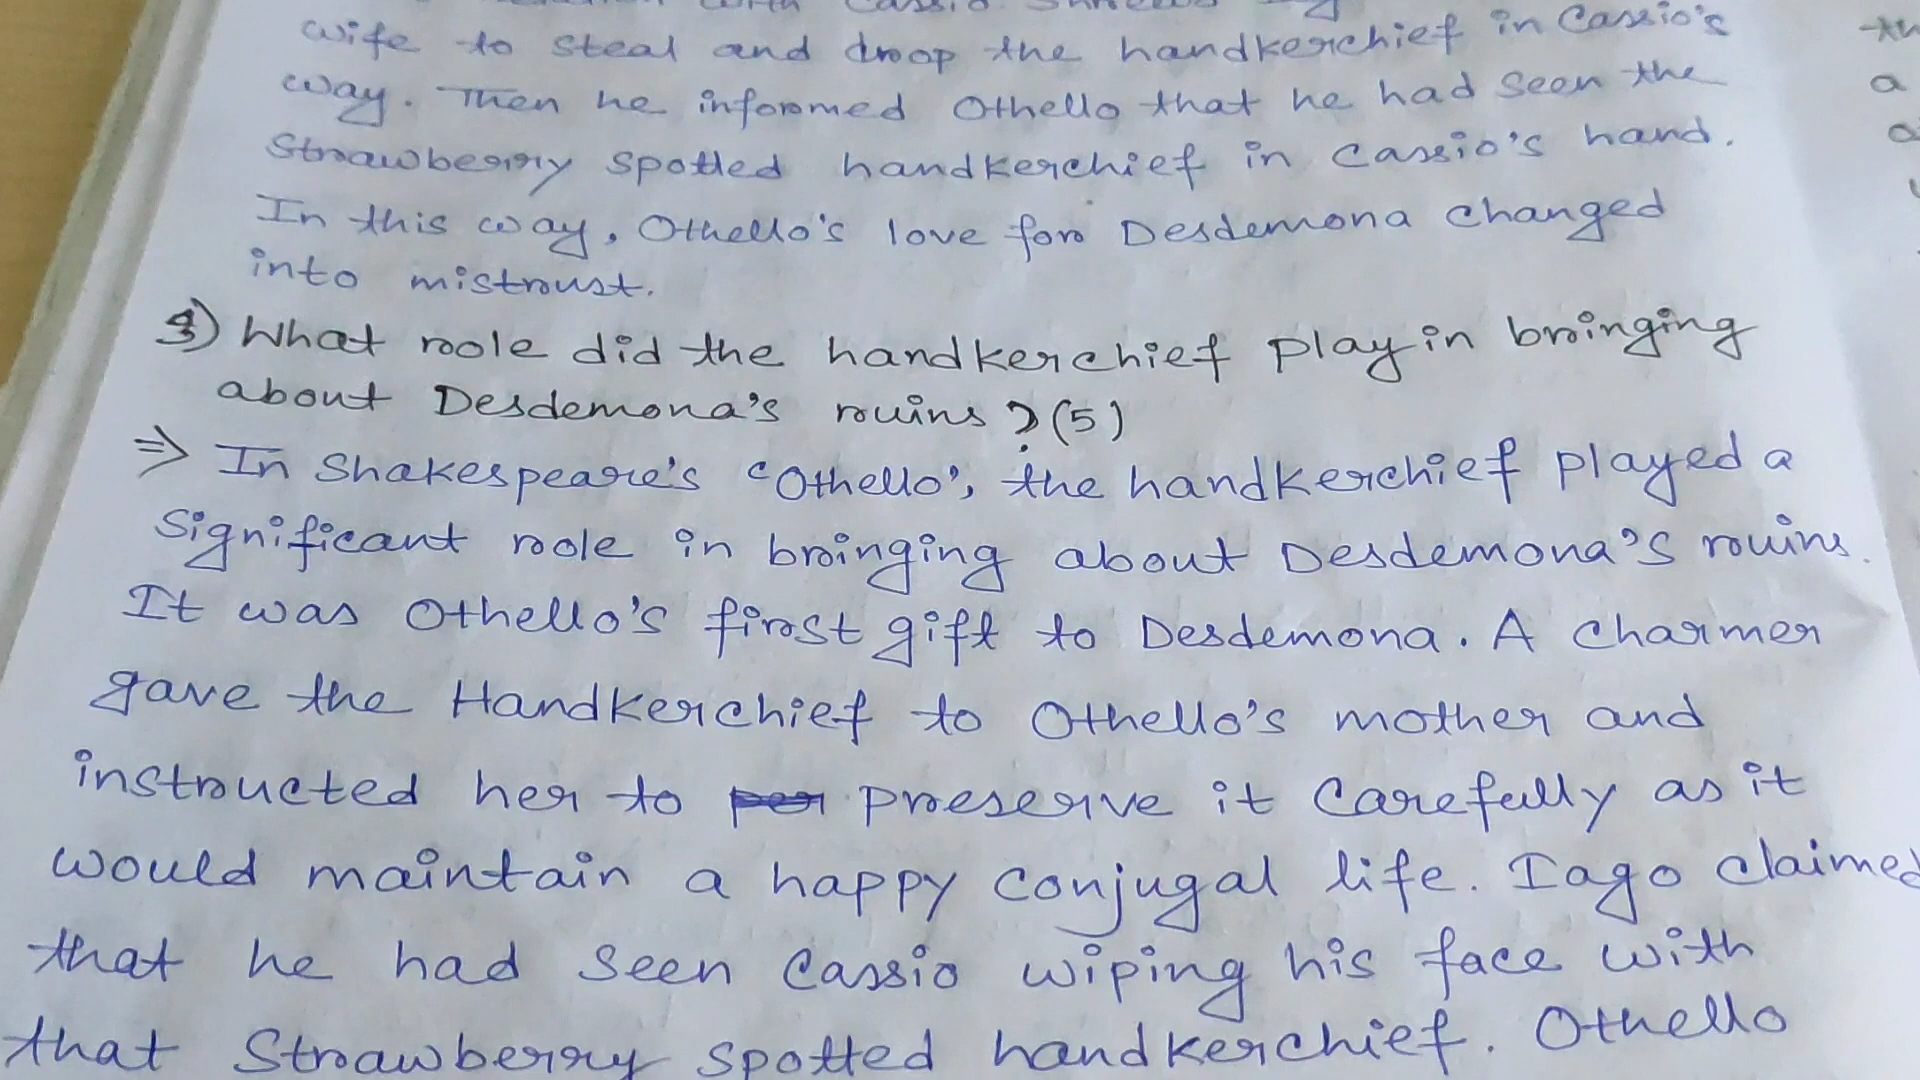 with Cassio
wife to steal and drop the handkerchief in Cassio's
way. Then he informed Othello that he had seen the
Strawberry spotted handkerchief in Cassio's hand.
In this way, Othello's love for Desdemona changed
into mistrust.
3) What role did the handkerchief play in bringing
about Desdemona's ruins? (5)
⇒ In Shakespeare's 'Othello', the handkerchief played a
significant role in bringing about Desdemona's ruins.
It was Othello's first gift to Desdemona. A charmer
gave the Handkerchief to Othello's mother and
instructed her to preserve it carefully as it
would maintain a happy conjugal life. Iago claimed
that he had seen Cassio wiping his face with
that Strawberry spotted handkerchief. Othello